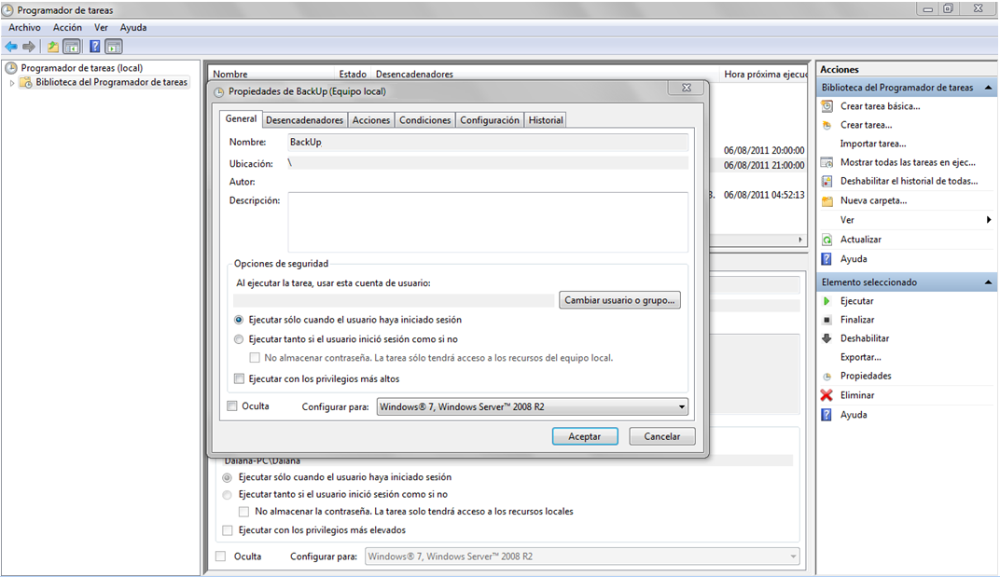 Programador de tareas
Archivo Acción Ver Ayuda
Programador de tareas (local)
Biblioteca del Programador de tareas
Nombre Estado Desencadenadores Hora próxima ejecu
06/08/2011 20:00:00
06/08/2011 21:00:00
3. 06/08/2011 04:52:13
Propiedades de BackUp (Equipo local)
General Desencadenadores Acciones Condiciones Configuración Historial
Nombre: BackUp
Ubicación: \
Autor:
Descripción:
Opciones de seguridad
Al ejecutar la tarea, usar esta cuenta de usuario:
Cambiar usuario o grupo...
Ejecutar sólo cuando el usuario haya iniciado sesión
Ejecutar tanto si el usuario inició sesión como si no
No almacenar contraseña. La tarea sólo tendrá acceso a los recursos del equipo local.
Ejecutar con los privilegios más altos
Oculta Configurar para: Windows® 7, Windows Server™ 2008 R2
Aceptar Cancelar
Daiana-PC\Daiana
Ejecutar sólo cuando el usuario haya iniciado sesión
Ejecutar tanto si el usuario inició sesión como si no
No almacenar la contraseña. La tarea solo tendrá acceso a los recursos locales
Ejecutar con los privilegios más elevados
Oculta Configurar para: Windows® 7, Windows Server™ 2008 R2
Acciones
Biblioteca del Programador de tareas
Crear tarea básica...
Crear tarea...
Importar tarea...
Mostrar todas las tareas en ejec...
Deshabilitar el historial de todas...
Nueva carpeta...
Ver
Actualizar
Ayuda
Elemento seleccionado
Ejecutar
Finalizar
Deshabilitar
Exportar...
Propiedades
Eliminar
Ayuda